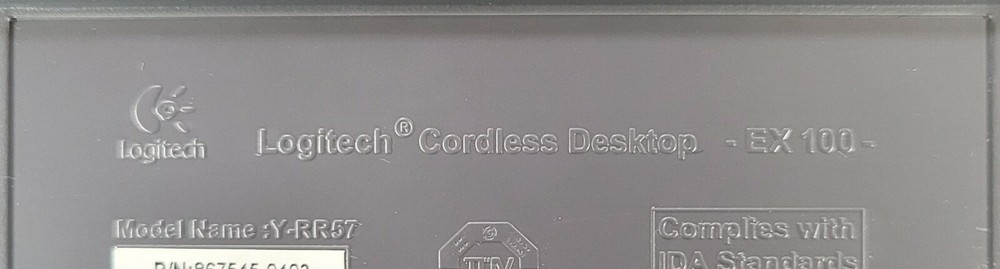 Logitech
Logitech® Cordless Desktop - EX 100 -
Model Name :Y-RR57
Complies with
IDA Standards